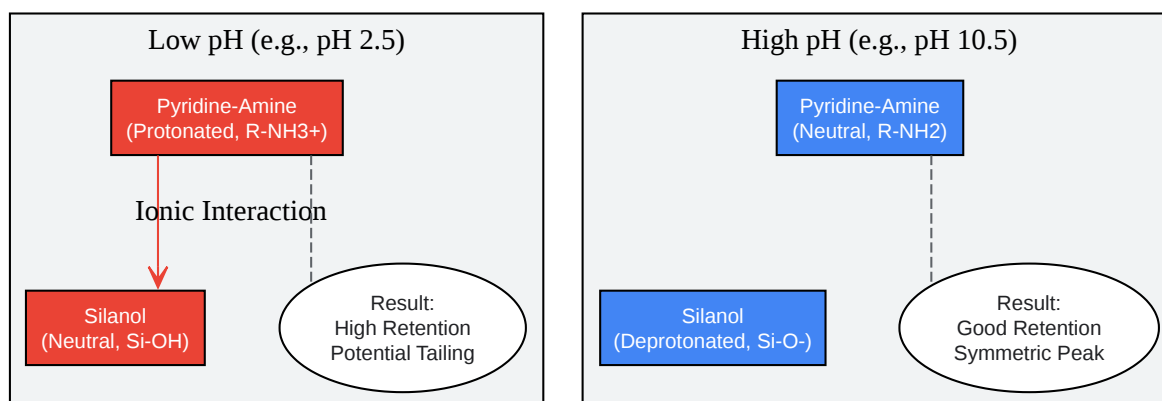 Low pH (e.g., pH 2.5)
Pyridine-Amine
(Protonated, R-NH3+)
Ionic Interaction
Silanol
(Neutral, Si-OH)
Result:
High Retention
Potential Tailing
High pH (e.g., pH 10.5)
Pyridine-Amine
(Neutral, R-NH2)
Silanol
(Deprotonated, Si-O-)
Result:
Good Retention
Symmetric Peak